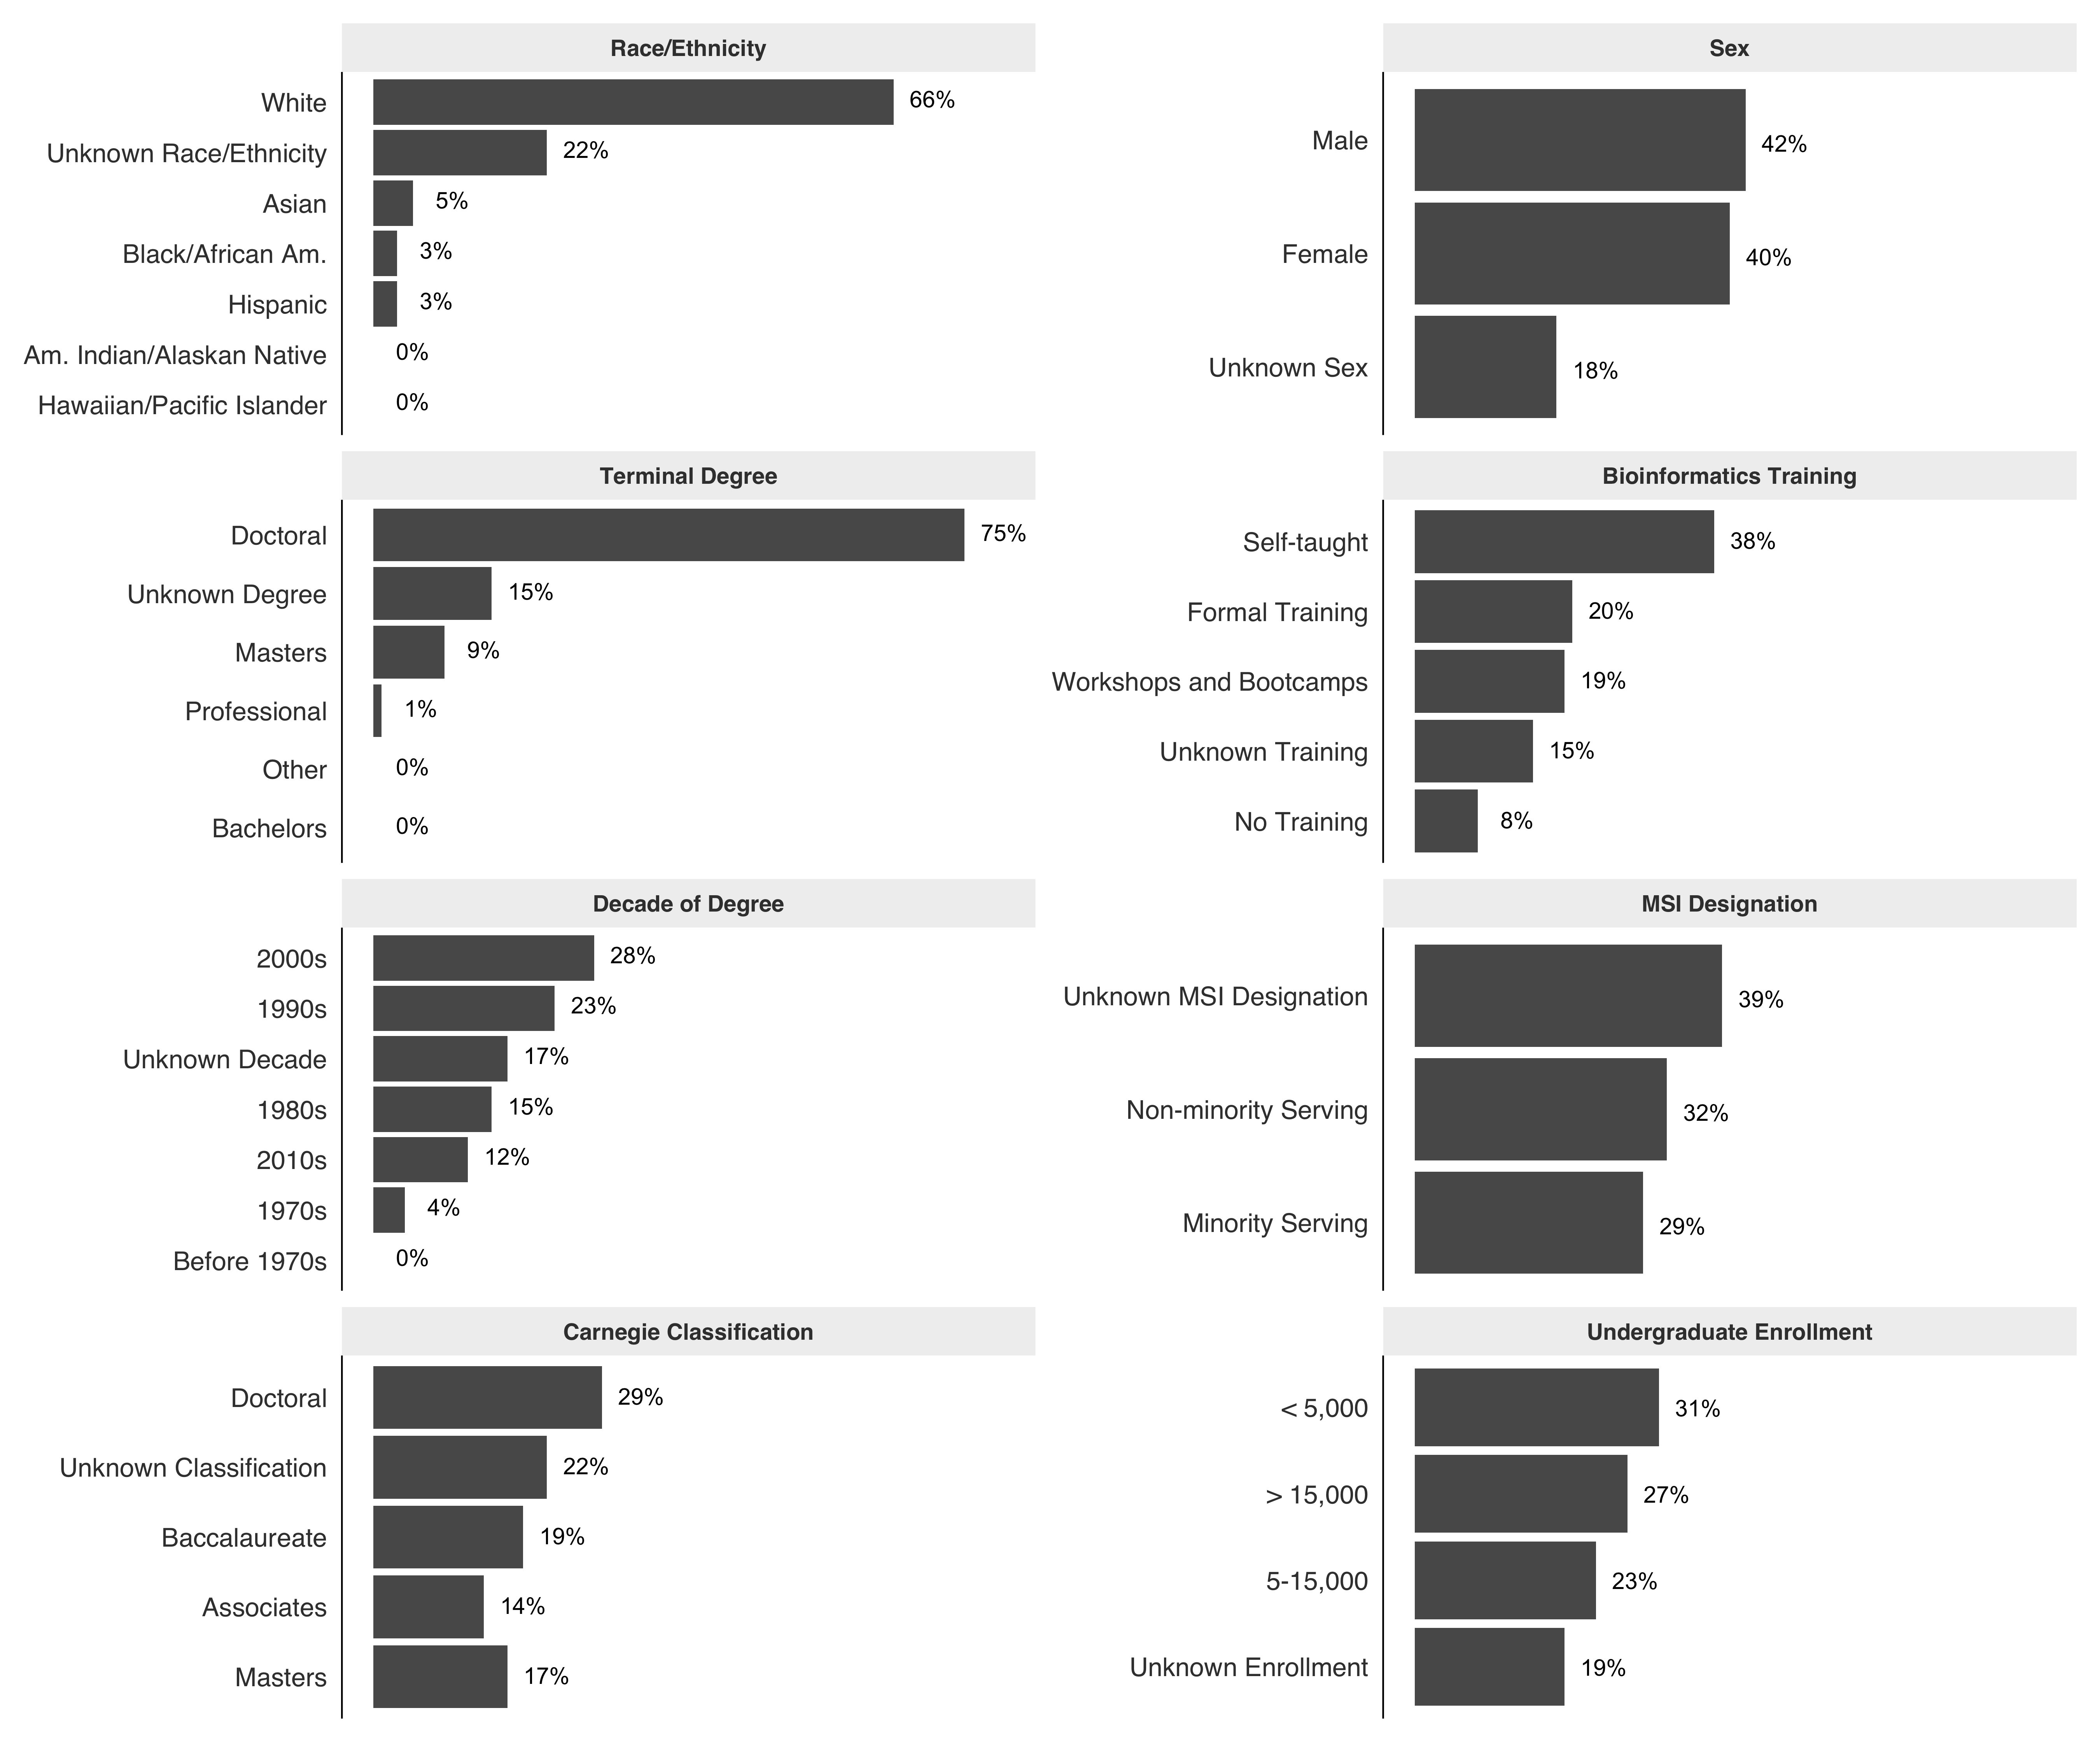 Race/Ethnicity
White 66%
Unknown Race/Ethnicity 22%
Asian 5%
Black/African Am. 3%
Hispanic 3%
Am. Indian/Alaskan Native 0%
Hawaiian/Pacific Islander 0%
Sex
Male 42%
Female 40%
Unknown Sex 18%
Terminal Degree
Doctoral 75%
Unknown Degree 15%
Masters 9%
Professional 1%
Other 0%
Bachelors 0%
Bioinformatics Training
Self-taught 38%
Formal Training 20%
Workshops and Bootcamps 19%
Unknown Training 15%
No Training 8%
Decade of Degree
2000s 28%
1990s 23%
Unknown Decade 17%
1980s 15%
2010s 12%
1970s 4%
Before 1970s 0%
MSI Designation
Unknown MSI Designation 39%
Non-minority Serving 32%
Minority Serving 29%
Carnegie Classification
Doctoral 29%
Unknown Classification 22%
Baccalaureate 19%
Associates 14%
Masters 17%
Undergraduate Enrollment
< 5,000 31%
> 15,000 27%
5-15,000 23%
Unknown Enrollment 19%